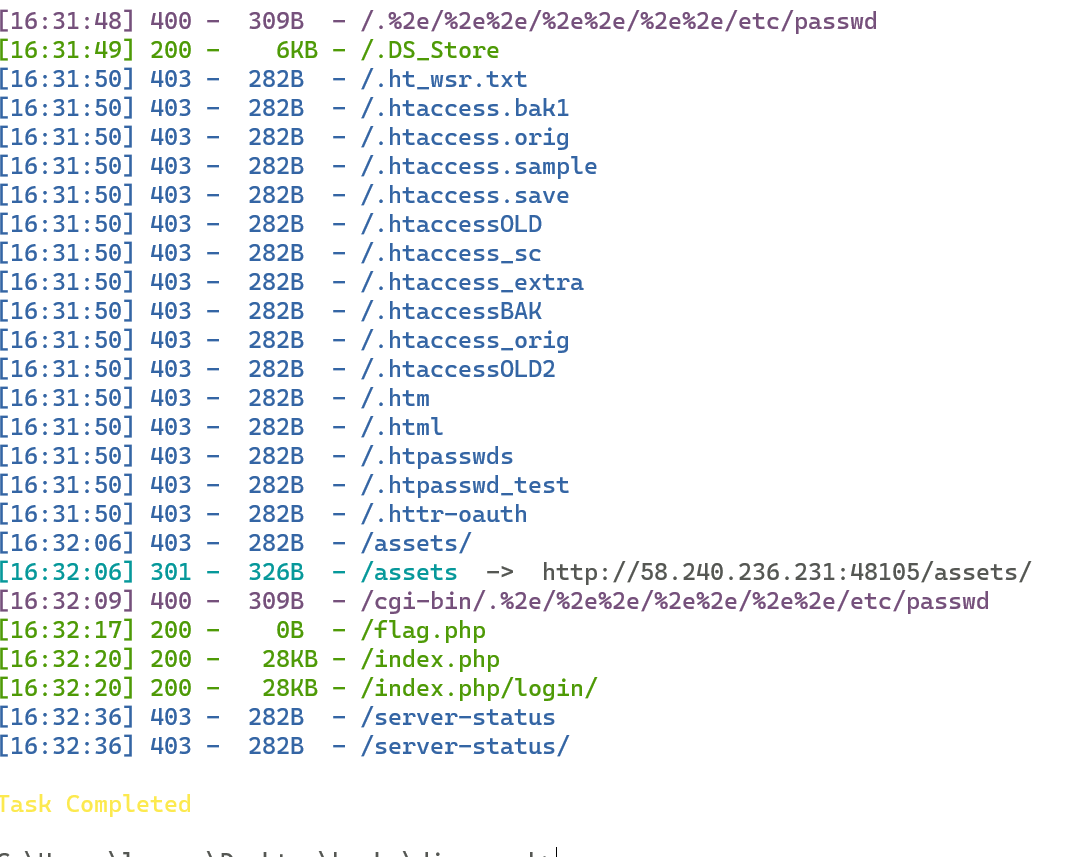 [16:31:48] 400 -  309B  - /.%2e/%2e%2e/%2e%2e/%2e%2e/etc/passwd
[16:31:49] 200 -    6KB - /.DS_Store
[16:31:50] 403 -  282B  - /.ht_wsr.txt
[16:31:50] 403 -  282B  - /.htaccess.bak1
[16:31:50] 403 -  282B  - /.htaccess.orig
[16:31:50] 403 -  282B  - /.htaccess.sample
[16:31:50] 403 -  282B  - /.htaccess.save
[16:31:50] 403 -  282B  - /.htaccessOLD
[16:31:50] 403 -  282B  - /.htaccess_sc
[16:31:50] 403 -  282B  - /.htaccess_extra
[16:31:50] 403 -  282B  - /.htaccessBAK
[16:31:50] 403 -  282B  - /.htaccess_orig
[16:31:50] 403 -  282B  - /.htaccessOLD2
[16:31:50] 403 -  282B  - /.htm
[16:31:50] 403 -  282B  - /.html
[16:31:50] 403 -  282B  - /.htpasswds
[16:31:50] 403 -  282B  - /.htpasswd_test
[16:31:50] 403 -  282B  - /.httr-oauth
[16:32:06] 403 -  282B  - /assets/
[16:32:06] 301 -  326B  - /assets  ->  http://58.240.236.231:48105/assets/
[16:32:09] 400 -  309B  - /cgi-bin/.%2e/%2e%2e/%2e%2e/%2e%2e/etc/passwd
[16:32:17] 200 -    0B  - /flag.php
[16:32:20] 200 -   28KB - /index.php
[16:32:20] 200 -   28KB - /index.php/login/
[16:32:36] 403 -  282B  - /server-status
[16:32:36] 403 -  282B  - /server-status/
Task Completed